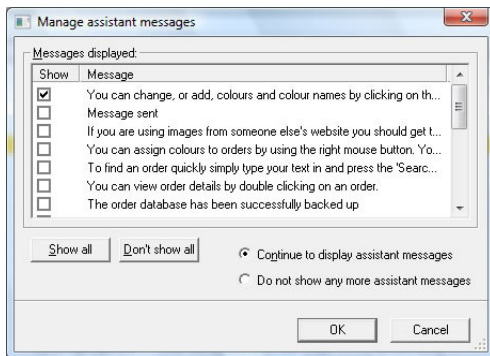 Manage assistant messages
Messages displayed:
Show Message
You can change, or add, colours and colour names by clicking on th...
Message sent
If you are using images from someone else's website you should get t...
You can assign colours to orders by using the right mouse button. Yo...
To find an order quickly simply type your text in and press the 'Searc...
You can view order details by double clicking on an order.
The order database has been successfully backed up
Show all Don't show all Continue to display assistant messages
Do not show any more assistant messages
OK Cancel